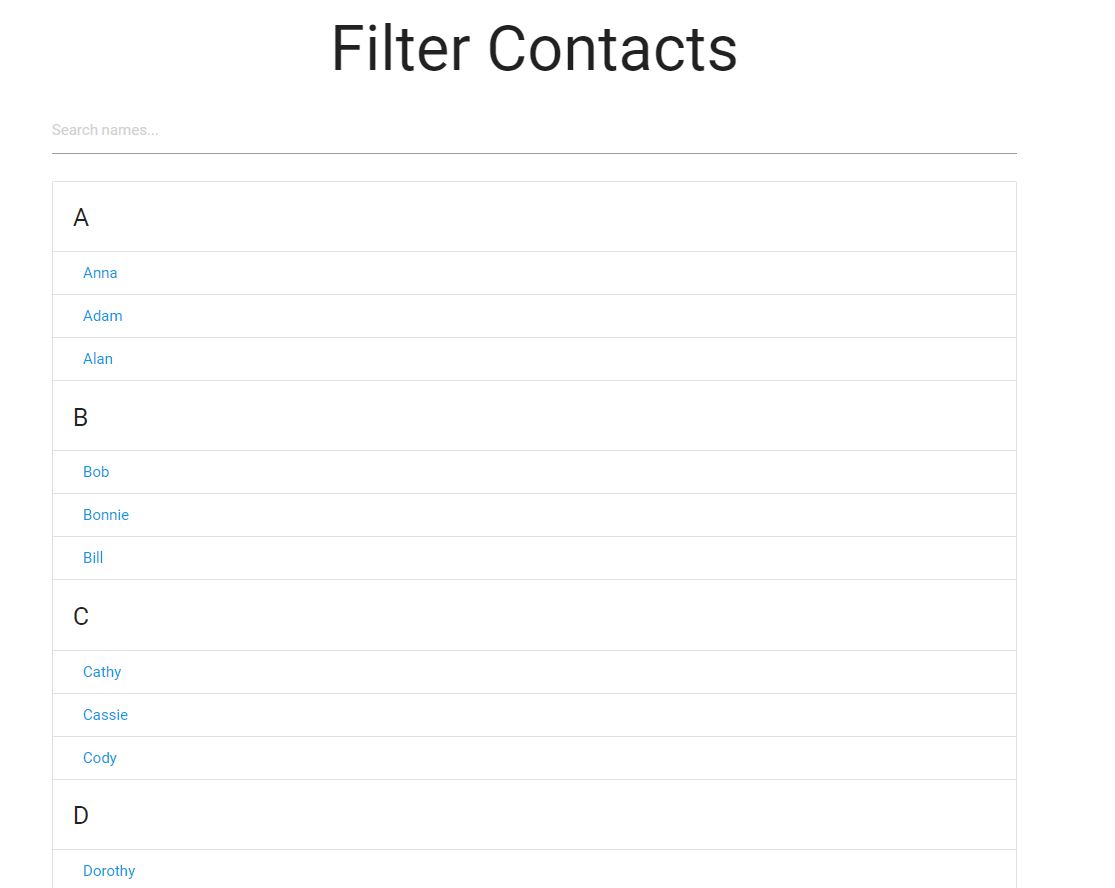 Filter Contacts
Search names...
A
Anna
Adam
Alan
B
Bob
Bonnie
Bill
C
Cathy
Cassie
Cody
D
Dorothy